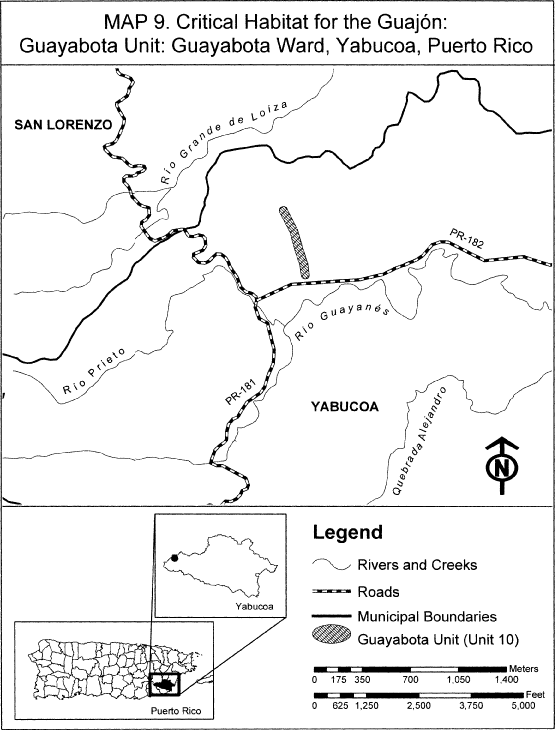 MAP 9. Critical Habitat for the Guajón:
Guayabota Unit: Guayabota Ward, Yabucoa, Puerto Rico
SAN LORENZO
Río Grande de Loiza
PR-182
Río Guayanés
Río Prieto
PR-181
YABUCOA
Quebrada Alejandro
N
Yabucoa
Puerto Rico
Legend
Rivers and Creeks
Roads
Municipal Boundaries
Guayabota Unit (Unit 10)
Meters
0 175 350 700 1,050 1,400
Feet
0 625 1,250 2,500 3,750 5,000